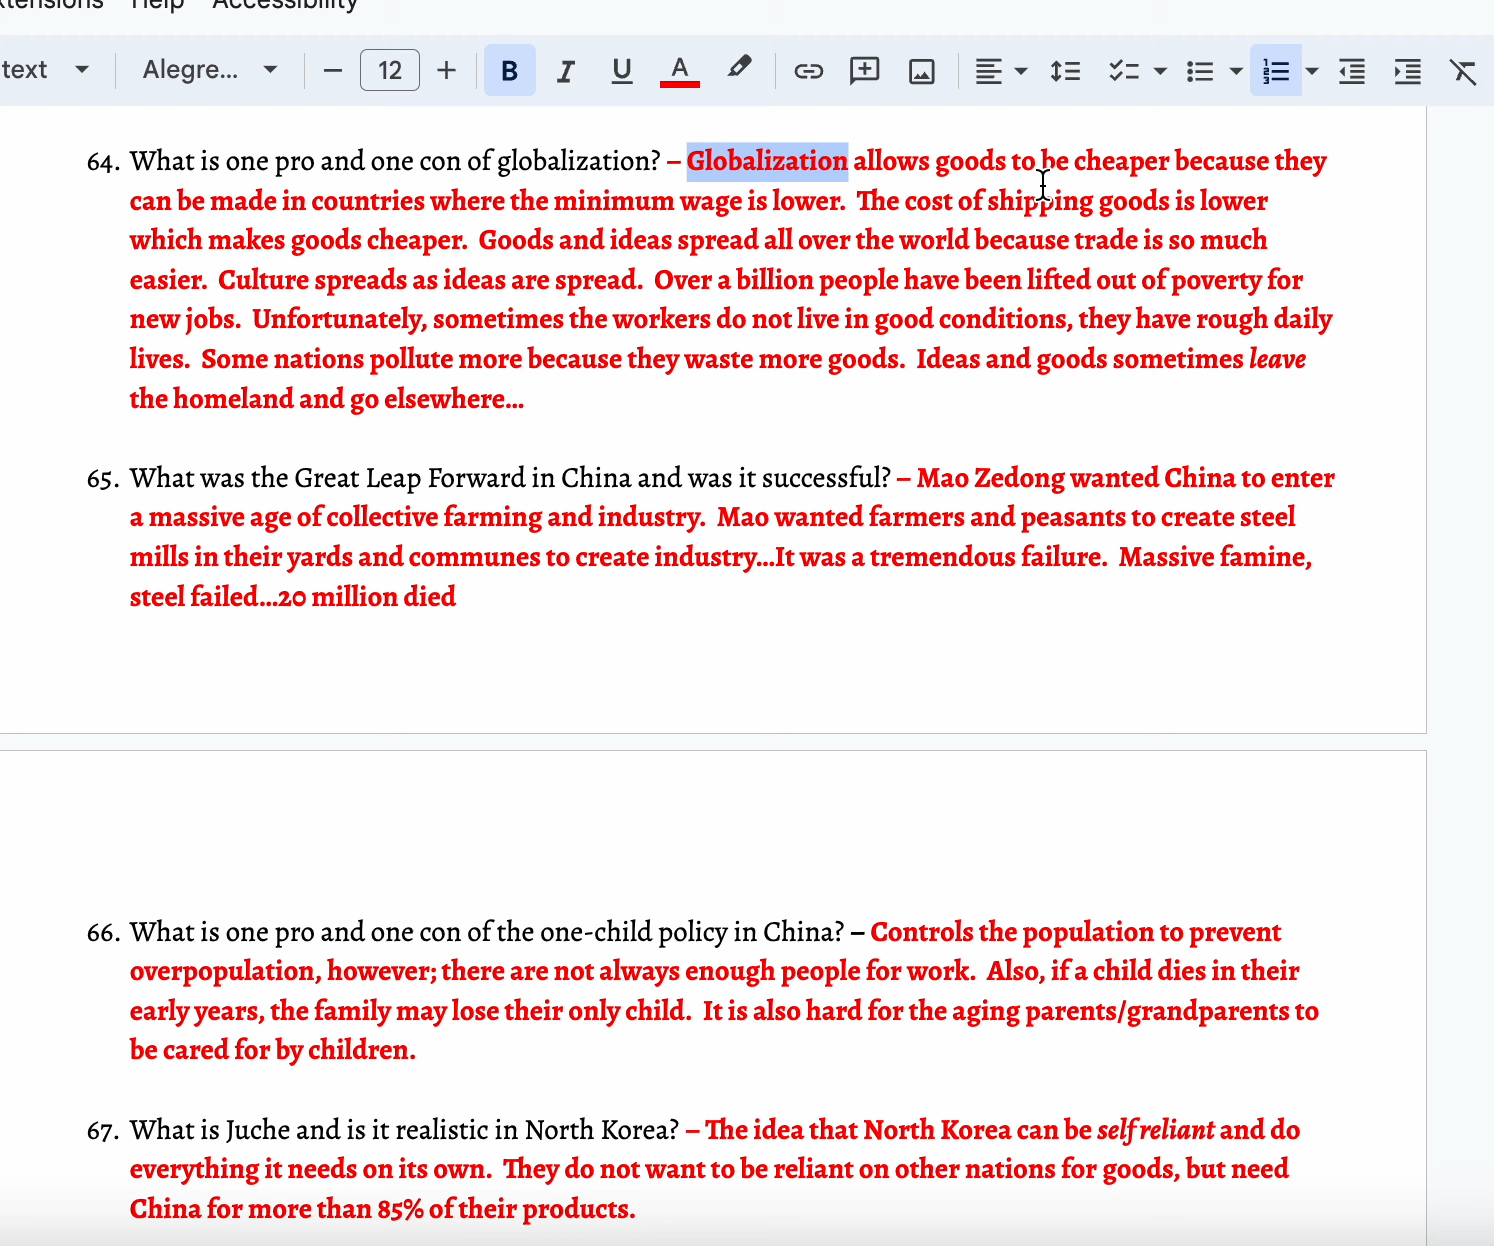 Help Accessibility
text Alegre... 12 B I U A
64. What is one pro and one con of globalization? – Globalization allows goods to be cheaper because they
can be made in countries where the minimum wage is lower. The cost of shipping goods is lower
which makes goods cheaper. Goods and ideas spread all over the world because trade is so much
easier. Culture spreads as ideas are spread. Over a billion people have been lifted out of poverty for
new jobs. Unfortunately, sometimes the workers do not live in good conditions, they have rough daily
lives. Some nations pollute more because they waste more goods. Ideas and goods sometimes leave
the homeland and go elsewhere...
65. What was the Great Leap Forward in China and was it successful? – Mao Zedong wanted China to enter
a massive age of collective farming and industry. Mao wanted farmers and peasants to create steel
mills in their yards and communes to create industry...It was a tremendous failure. Massive famine,
steel failed...20 million died
66. What is one pro and one con of the one-child policy in China? – Controls the population to prevent
overpopulation, however; there are not always enough people for work. Also, if a child dies in their
early years, the family may lose their only child. It is also hard for the aging parents/grandparents to
be cared for by children.
67. What is Juche and is it realistic in North Korea? – The idea that North Korea can be self reliant and do
everything it needs on its own. They do not want to be reliant on other nations for goods, but need
China for more than 85% of their products.